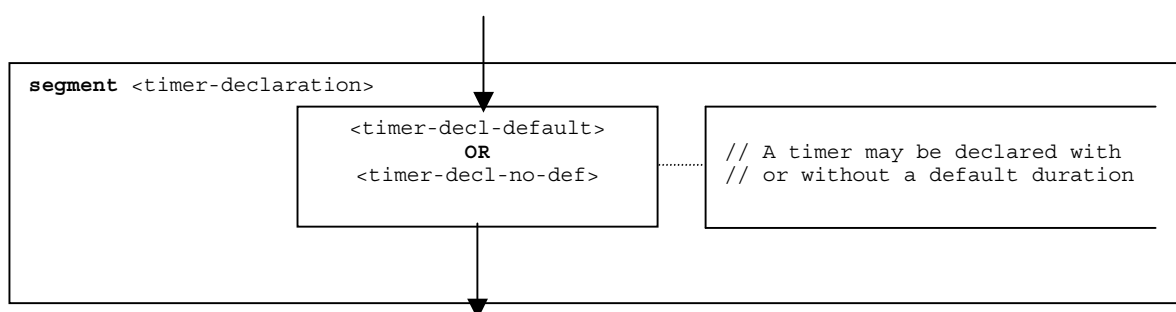 segment <timer-declaration>
<timer-decl-default>
OR
<timer-decl-no-def>
// A timer may be declared with
// or without a default duration